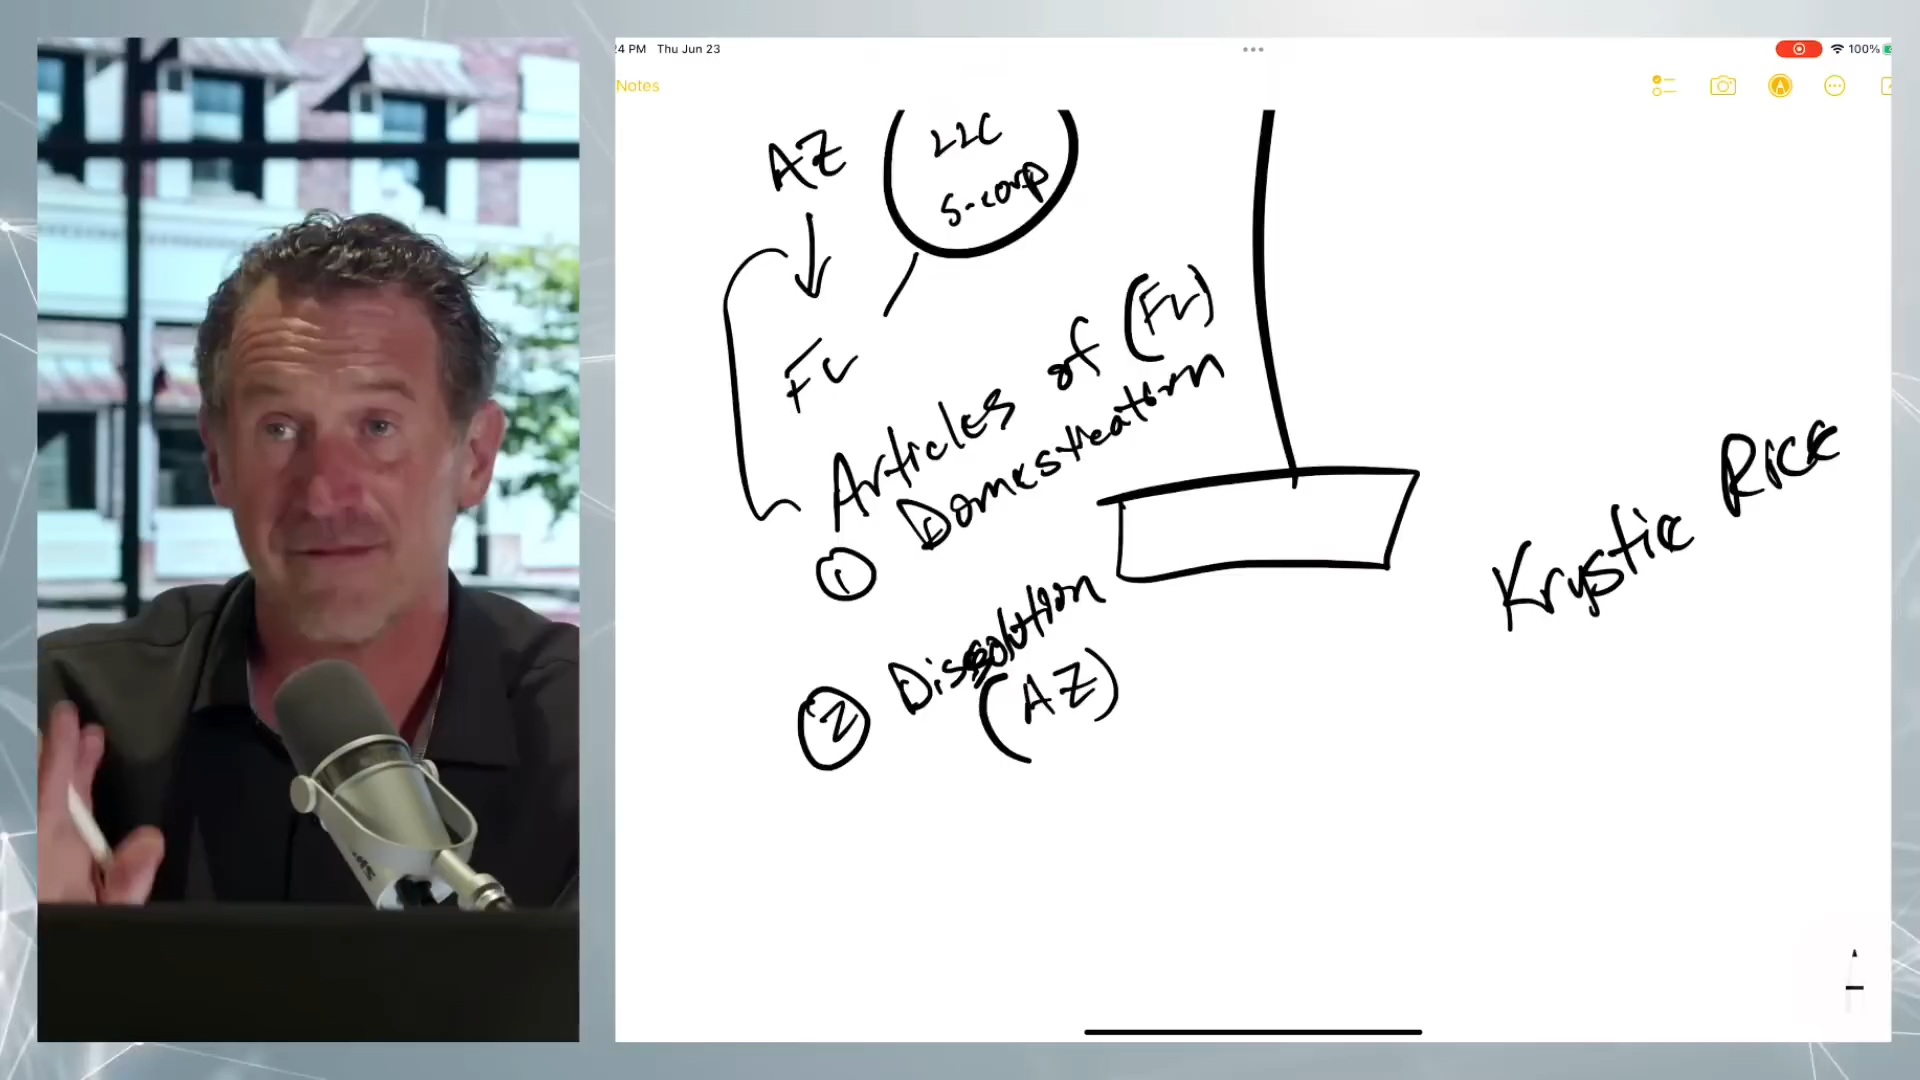 24 PM Thu Jun 23
100%
Notes
AZ
LLC
S-corp
FL
Articles of (FL)
Domestication
1
2 Dissolution
(AZ)
Krystie Rice